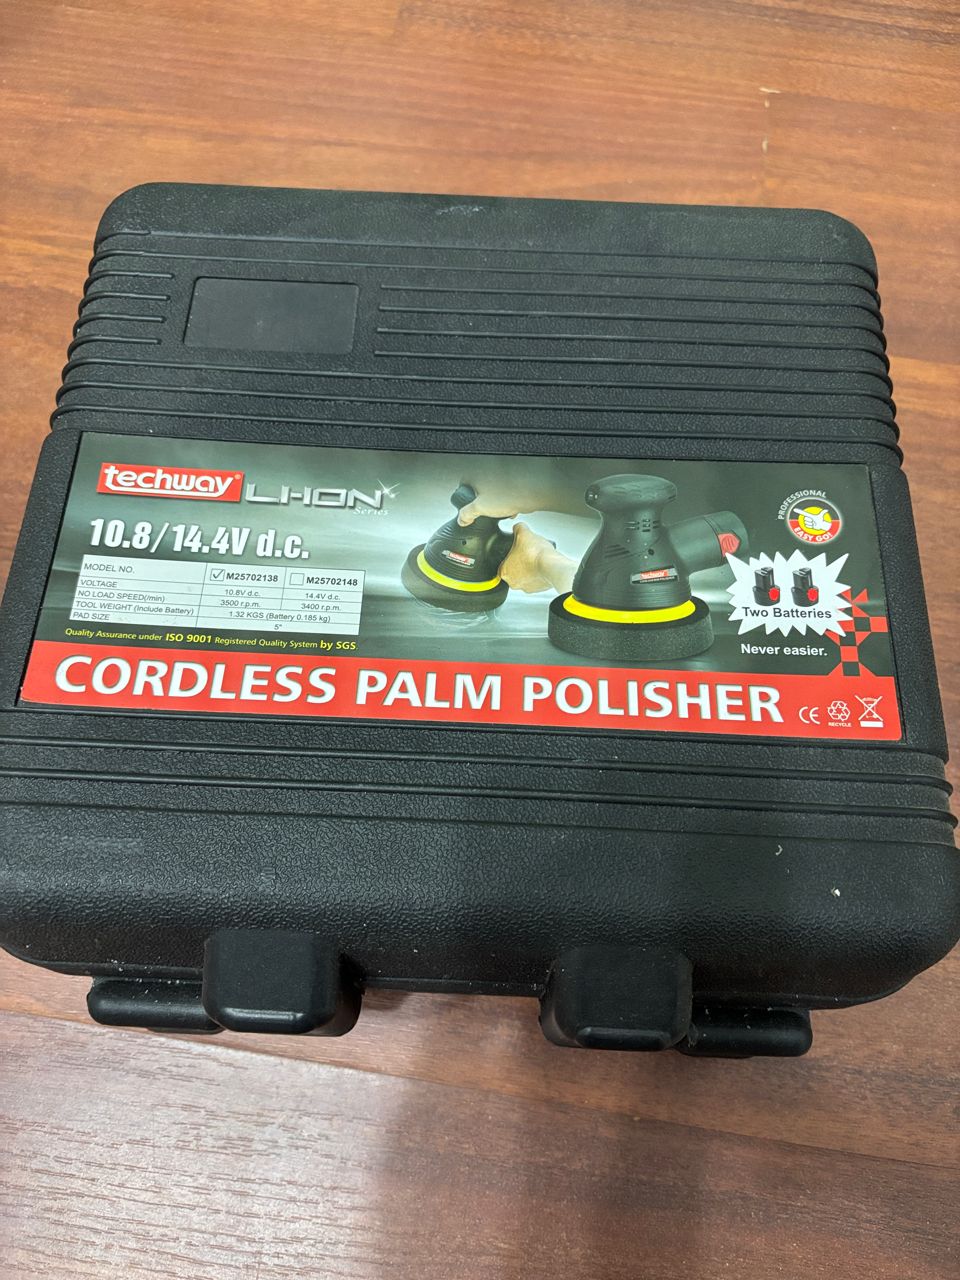 techway®
LI-ION
Series
10.8/14.4V d.c.
MODEL NO. M25702138 M25702148
VOLTAGE 10.8V d.c. 14.4V d.c.
NO LOAD SPEED(/min) 3500 r.p.m. 3400 r.p.m.
TOOL WEIGHT (Include Battery) 1.32 KGS (Battery 0.185 kg)
PAD SIZE 5"
Quality Assurance under ISO 9001 Registered Quality System by SGS.
techway
PROFESSIONAL
EASY GO!
Two Batteries
Never easier.
CORDLESS PALM POLISHER
CE
RECYCLE